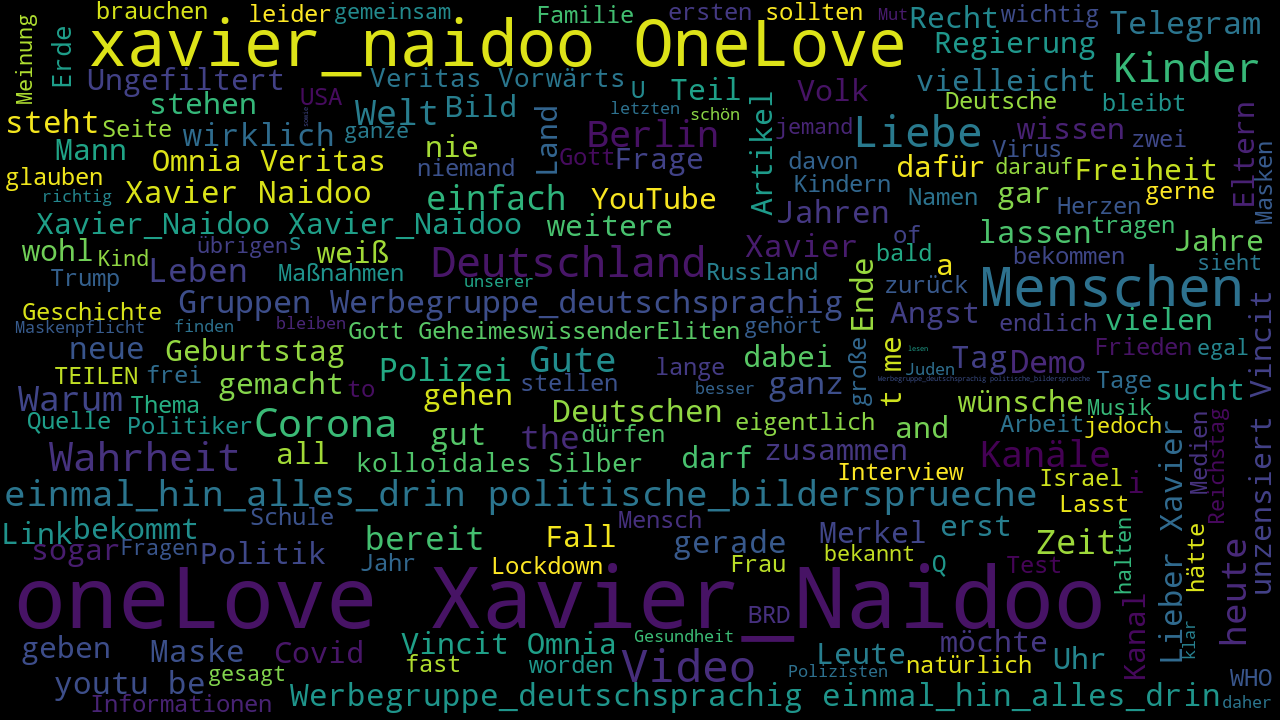 brauchen leider gemeinsam Familie ersten sollten Mut Recht wichtig Telegram
Meinung Erde xavier_naidoo OneLove Regierung Kinder
Ungefiltert Veritas Vorwärts U Teil Volk vielleicht
stehen USA Welt Bild letzten schön Deutsche bleibt
steht Seite wirklich ganze nie Land Berlin Artikel jemand Liebe wissen zwei Eltern
Mann Omnia Veritas niemand Gott Frage davon dafür Virus darauf Freiheit Masken
glauben richtig Xavier Naidoo einfach YouTube Kindern Namen gar Herzen gerne
Xavier_Naidoo Xavier_Naidoo weitere Jahren of lassen tragen Jahre
wohl Kind übrigen s weiß Deutschland Xavier bald a bekommen sieht
Trump Leben Maßnahmen unserer Russland Ende zurück Menschen
Geschichte Gruppen Werbegruppe_deutschsprachig Angst endlich vielen
Maskenpflicht finden bleiben Gott GeheimeswissenderEliten gehört
neue Geburtstag Polizei Gute lange dabei große t me lesen Juden Tag Demo Frieden egal
TEILEN frei gemacht to gehen stellen besser ganz Werbegruppe_deutschsprachig politische_bildersprueche Tage sucht Vincit
Warum Thema Deutschen wünsche Musik
Quelle Politiker Corona gut the dürfen eigentlich and Arbeit jedoch
Wahrheit all kolloidales Silber darf zusammen Kanäle Medien Reichstag
Interview Israel i
einmal_hin_alles_drin politische_bildersprueche Lasst Lieber Xavier unzensiert
Link bekommt Schule bereit Fall Mensch gerade Merkel erst Zeit halten hätte
sogar Fragen Politik Jahr Lockdown Frau bekannt Q Test heute
oneLove Xavier_Naidoo BRD
geben Maske Covid Vincit Omnia Gesundheit möchte Kanal klar
gesagt fast worden Video Polizisten Leute natürlich Uhr WHO
youtu be Informationen Werbegruppe_deutschsprachig einmal_hin_alles_drin daher